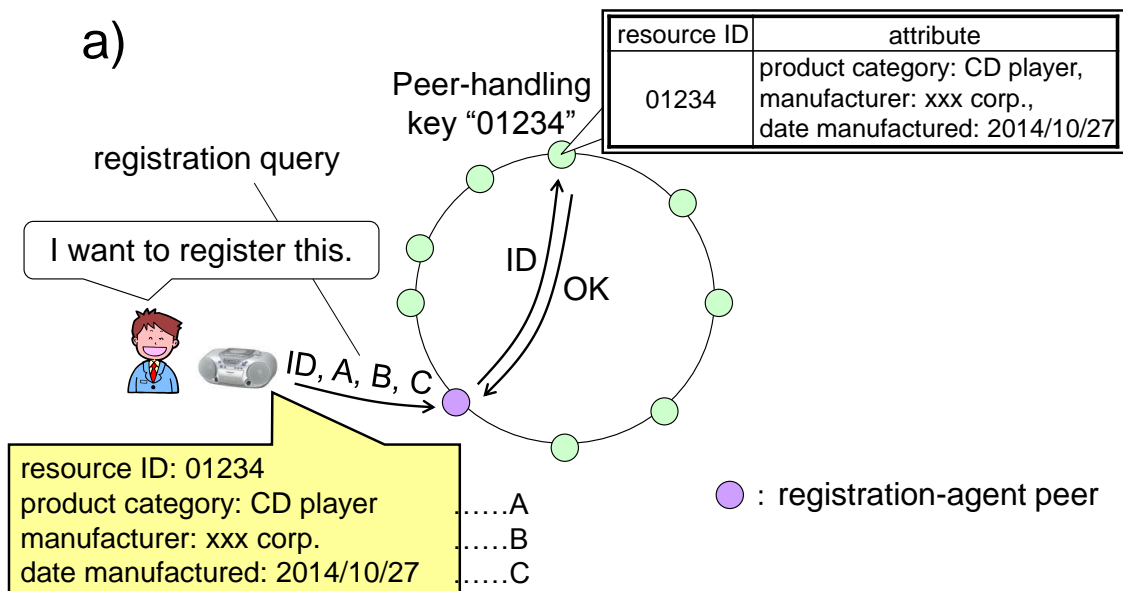 a)
resource ID attribute
01234
product category: CD player,
manufacturer: xxx corp.,
date manufactured: 2014/10/27
Peer-handling
key “01234”
registration query
I want to register this.
ID
OK
ID, A, B, C
resource ID: 01234
product category: CD player ......A
manufacturer: xxx corp. ......B
date manufactured: 2014/10/27 ......C
: registration-agent peer